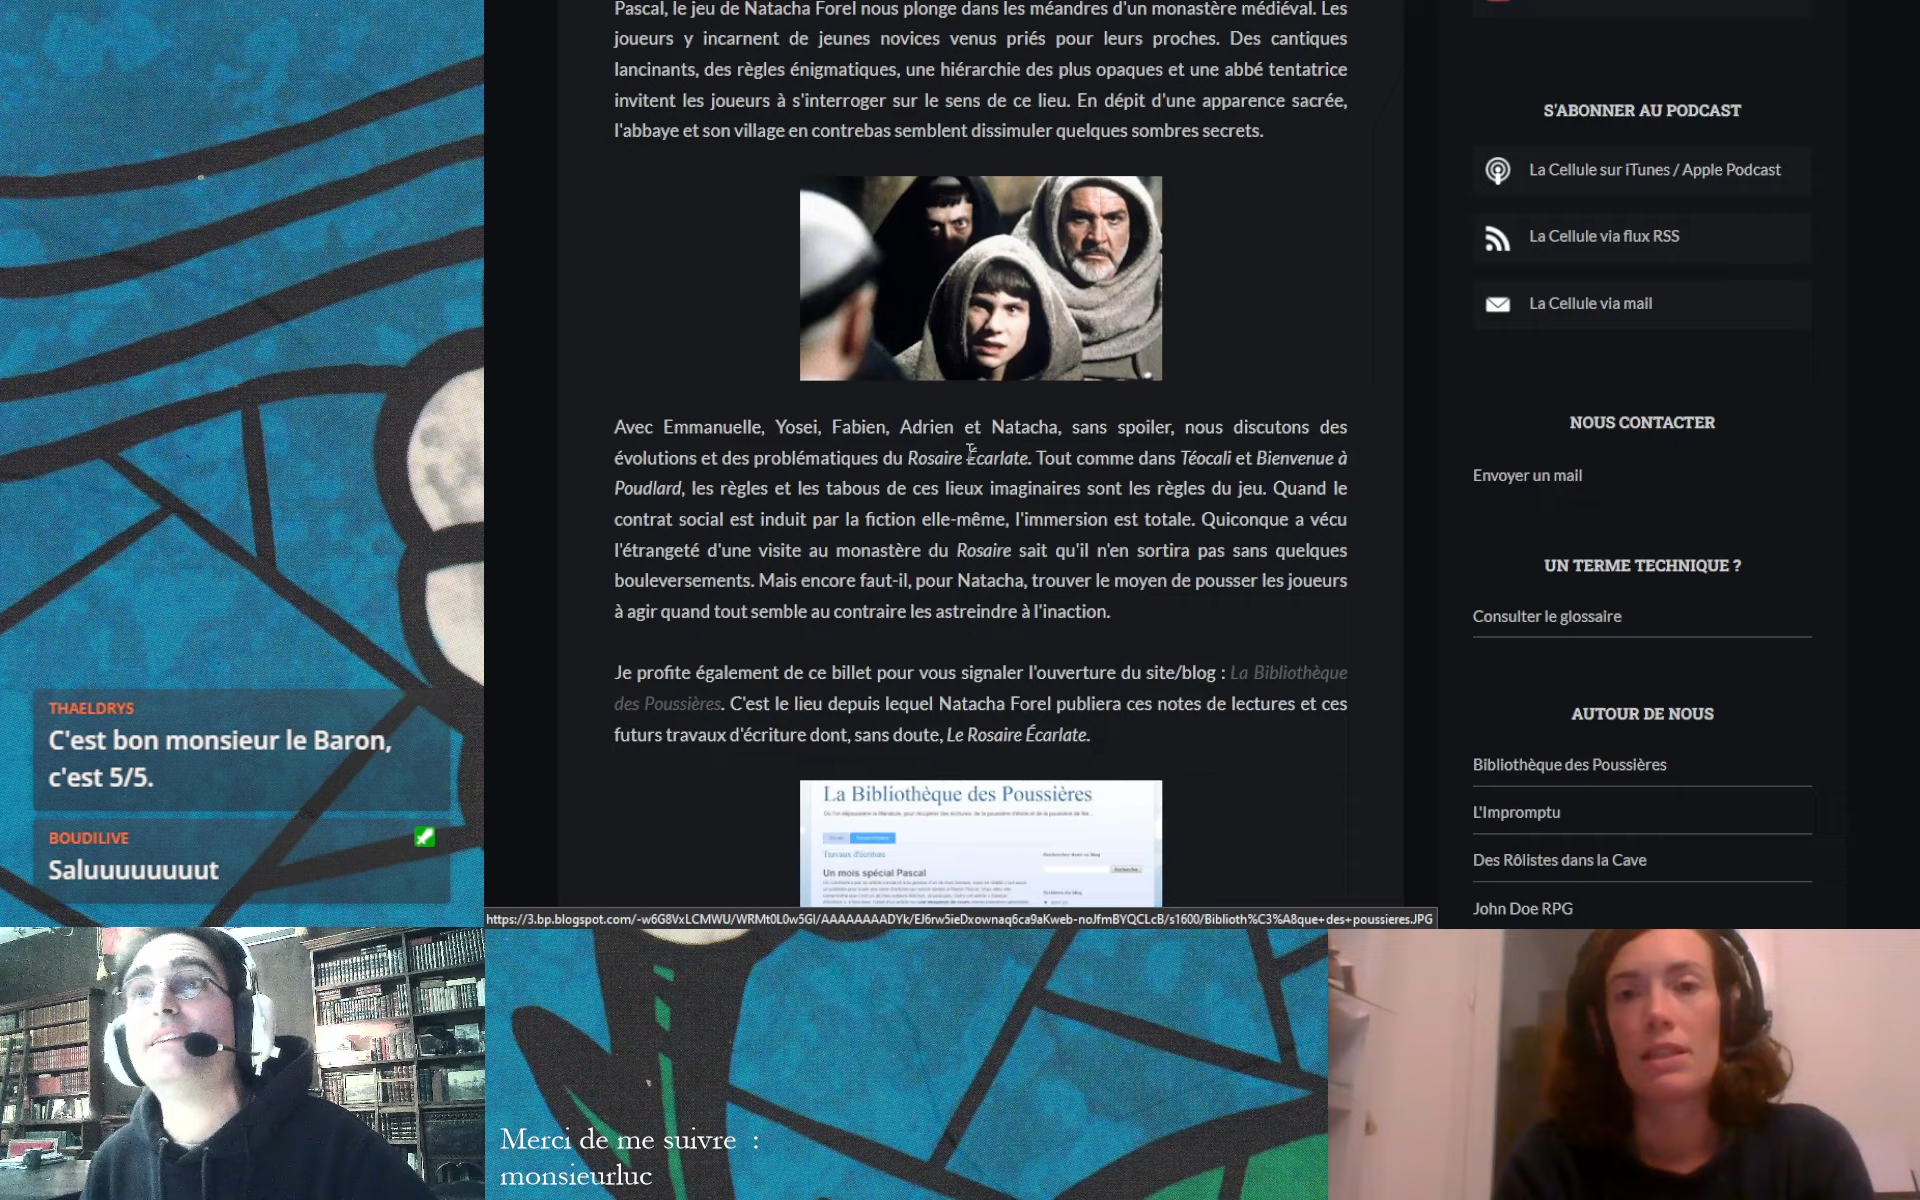 Pascal, le jeu de Natacha Forel nous plonge dans les méandres d'un monastère médiéval. Les
joueurs y incarnent de jeunes novices venus priés pour leurs proches. Des cantiques
lancinants, des règles énigmatiques, une hiérarchie des plus opaques et une abbé tentatrice
invitent les joueurs à s'interroger sur le sens de ce lieu. En dépit d'une apparence sacrée,
l'abbaye et son village en contrebas semblent dissimuler quelques sombres secrets.
Avec Emmanuelle, Yosei, Fabien, Adrien et Natacha, sans spoiler, nous discutons des
évolutions et des problématiques du Rosaire Écarlate. Tout comme dans Téocali et Bienvenue à
Poudlard, les règles et les tabous de ces lieux imaginaires sont les règles du jeu. Quand le
contrat social est induit par la fiction elle-même, l'immersion est totale. Quiconque a vécu
l'étrangeté d'une visite au monastère du Rosaire sait qu'il n'en sortira pas sans quelques
bouleversements. Mais encore faut-il, pour Natacha, trouver le moyen de pousser les joueurs
à agir quand tout semble au contraire les astreindre à l'inaction.
Je profite également de ce billet pour vous signaler l'ouverture du site/blog : La Bibliothèque
des Poussières. C'est le lieu depuis lequel Natacha Forel publiera ces notes de lectures et ces
futurs travaux d'écriture dont, sans doute, Le Rosaire Écarlate.
La Bibliothèque des Poussières
Travaux d'écriture
Un mois spécial Pascal
https://3.bp.blogspot.com/-w6G8VxLCMWU/WRMt0L0w5GI/AAAAAAAADYk/EJ6rw5ieDxownaq6ca9aKweb-noJfmBYQCLcB/s1600/Biblioth%C3%A8que+des+poussieres.JPG
S'ABONNER AU PODCAST
La Cellule sur iTunes / Apple Podcast
La Cellule via flux RSS
La Cellule via mail
NOUS CONTACTER
Envoyer un mail
UN TERME TECHNIQUE ?
Consulter le glossaire
AUTOUR DE NOUS
Bibliothèque des Poussières
L'Impromptu
Des Rôlistes dans la Cave
John Doe RPG
THAELDRYS
C'est bon monsieur le Baron,
c'est 5/5.
BOUDILIVE
Saluuuuuuuut
Merci de me suivre :
monsieurluc